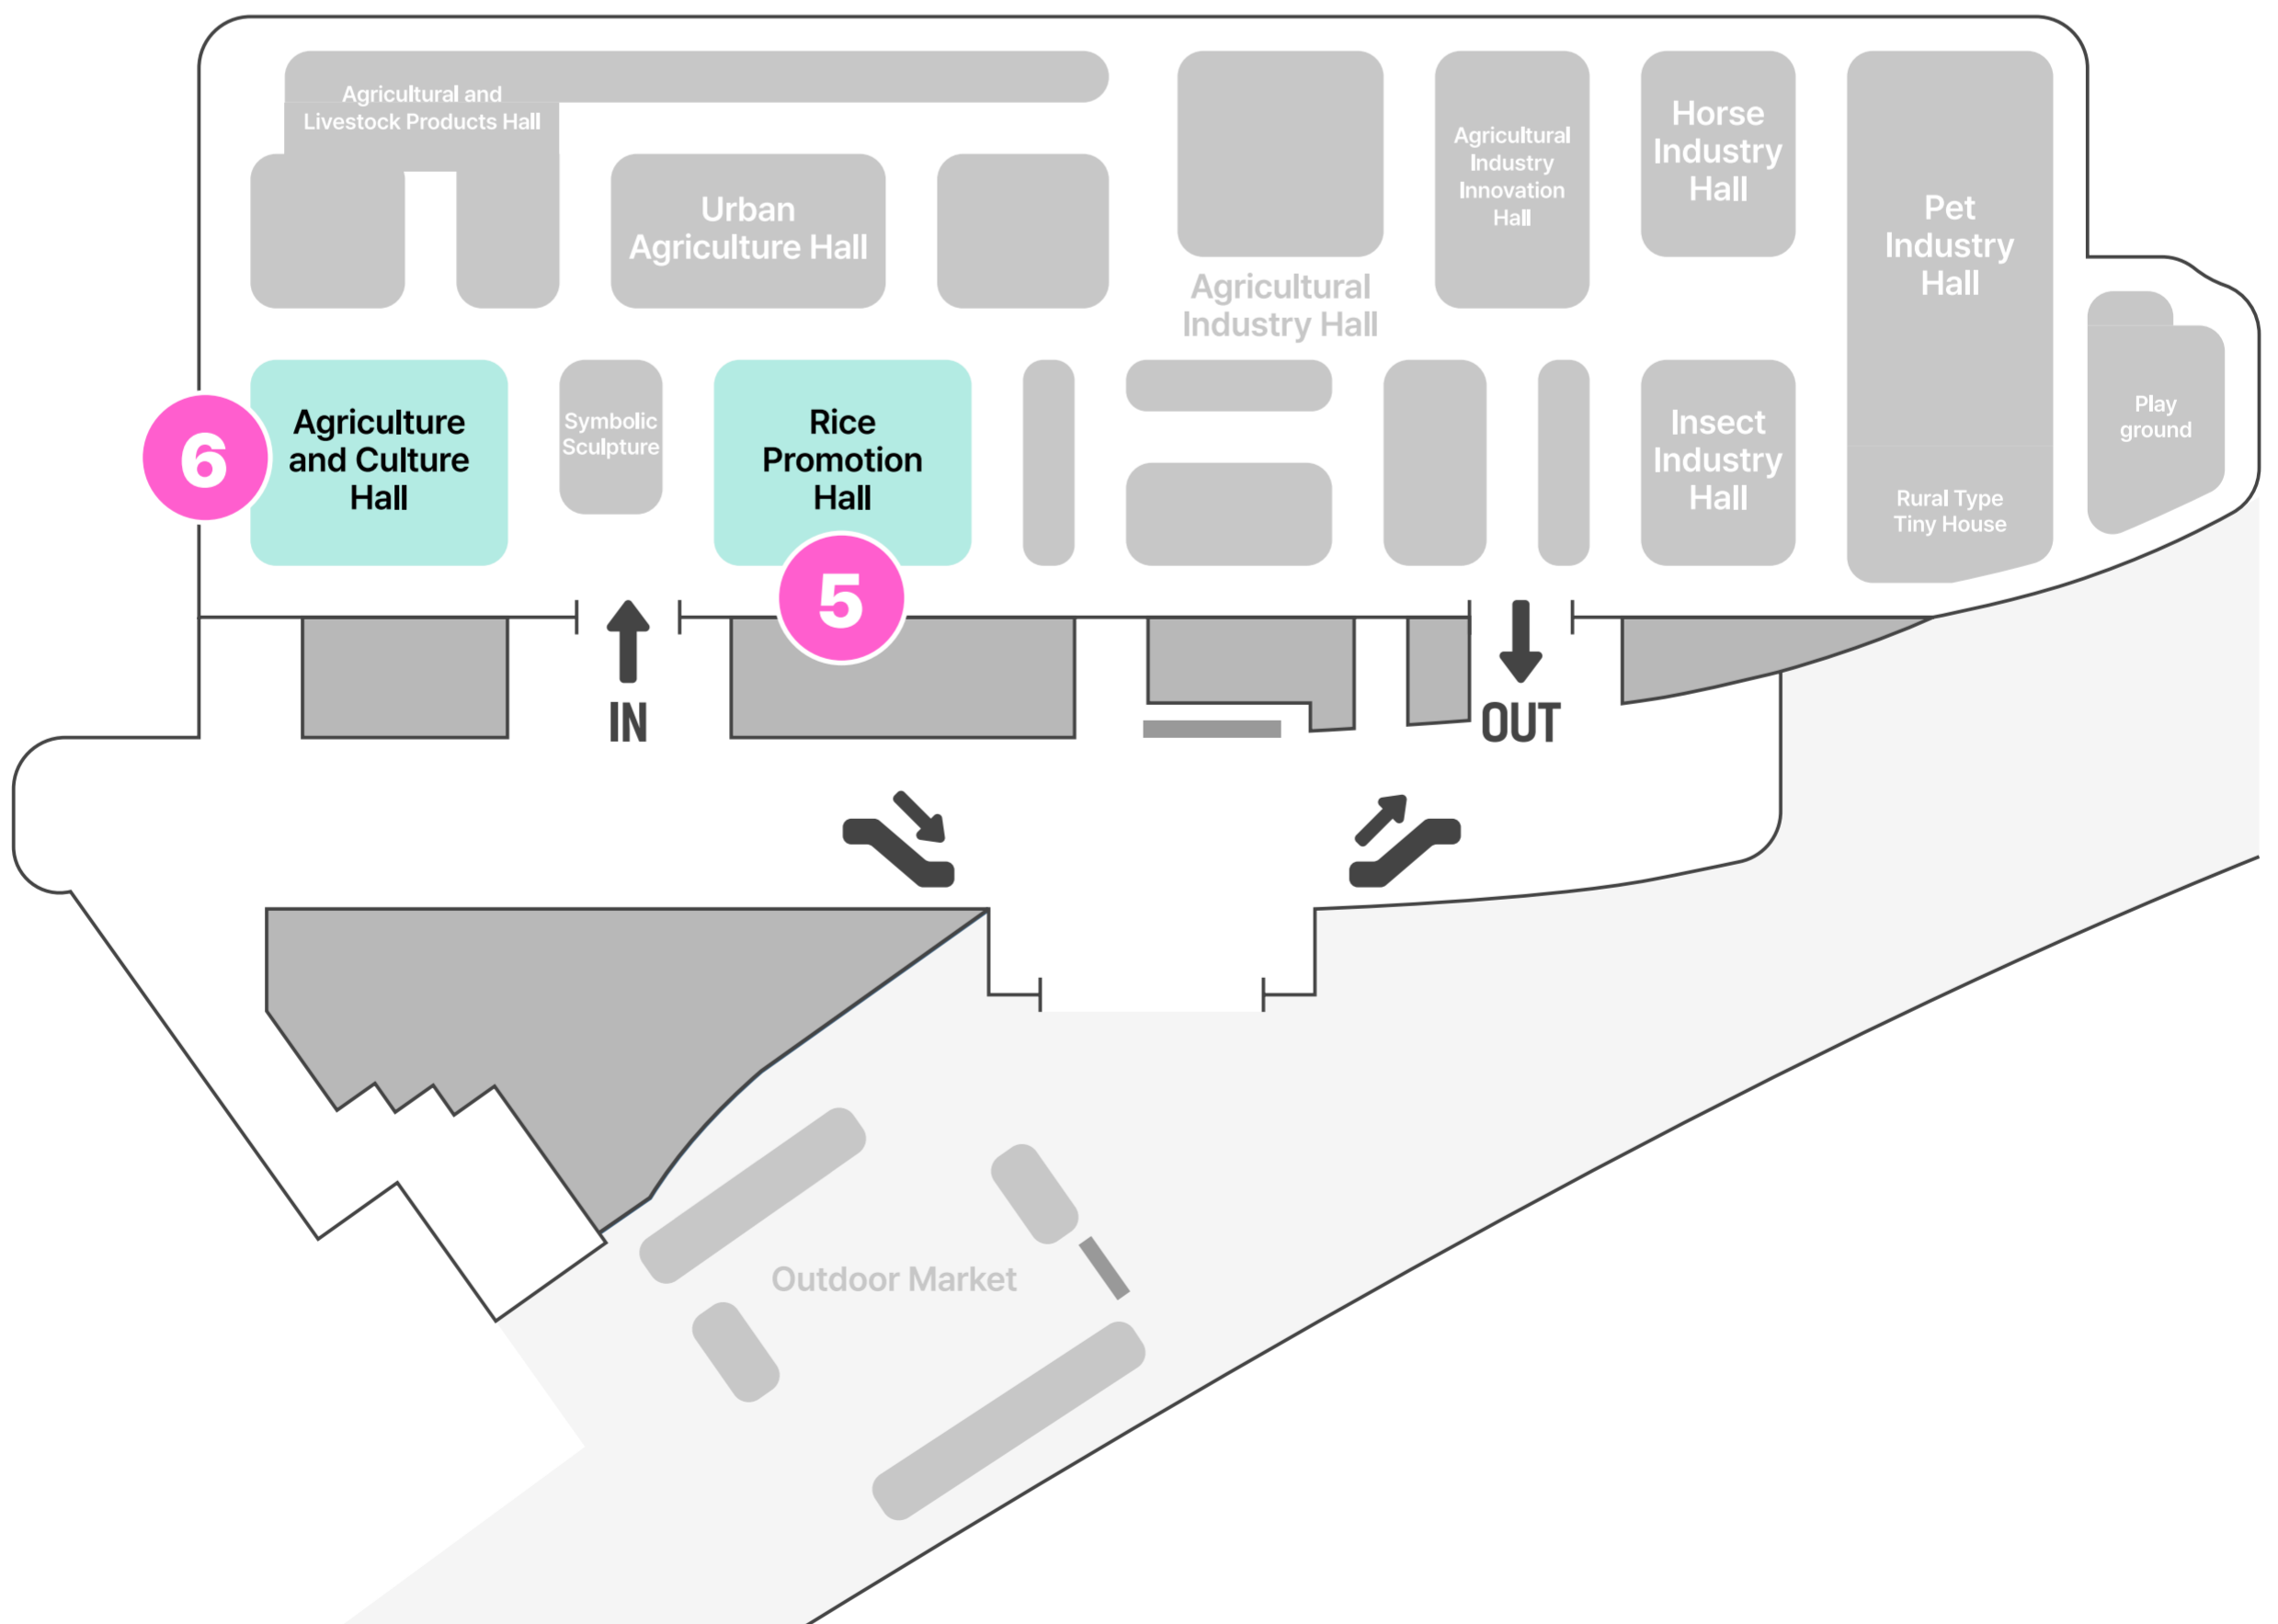 Agricultural and
Livestock Products Hall
Urban
Agriculture Hall
Agricultural
Industry Hall
Agricultural
Industry
Innovation
Hall
Horse
Industry
Hall
Pet
Industry
Hall
Agriculture
and Culture
Hall
6
Symbolic
Sculpture
Rice
Promotion
Hall
5
Insect
Industry
Hall
Rural Type
Tiny House
Play
ground
IN
OUT
Outdoor Market